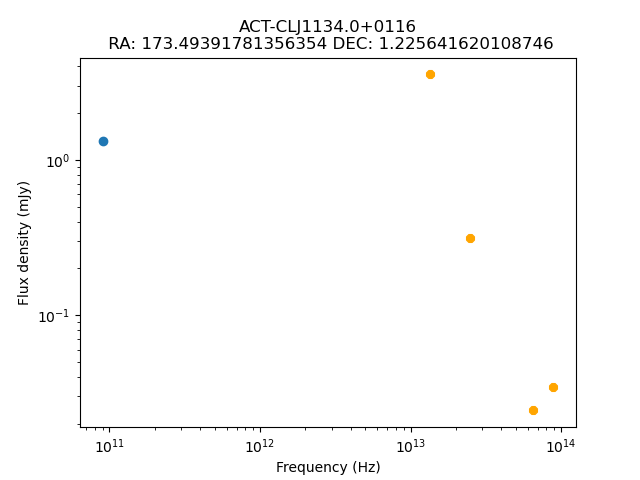 ACT-CLJ1134.0+0116
RA: 173.49391781356354 DEC: 1.225641620108746
Flux density (mJy)
10⁰
10⁻¹
10¹¹ 10¹² 10¹³ 10¹⁴
Frequency (Hz)